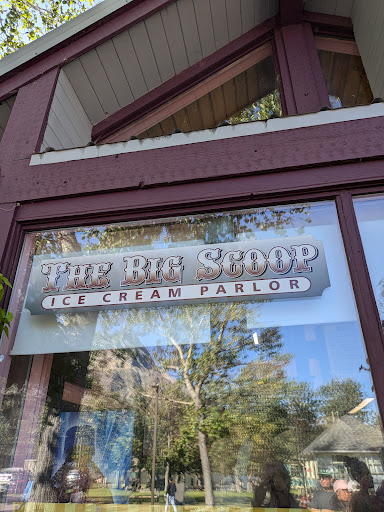 THE BIG SCOOP
ICE CREAM PARLOR